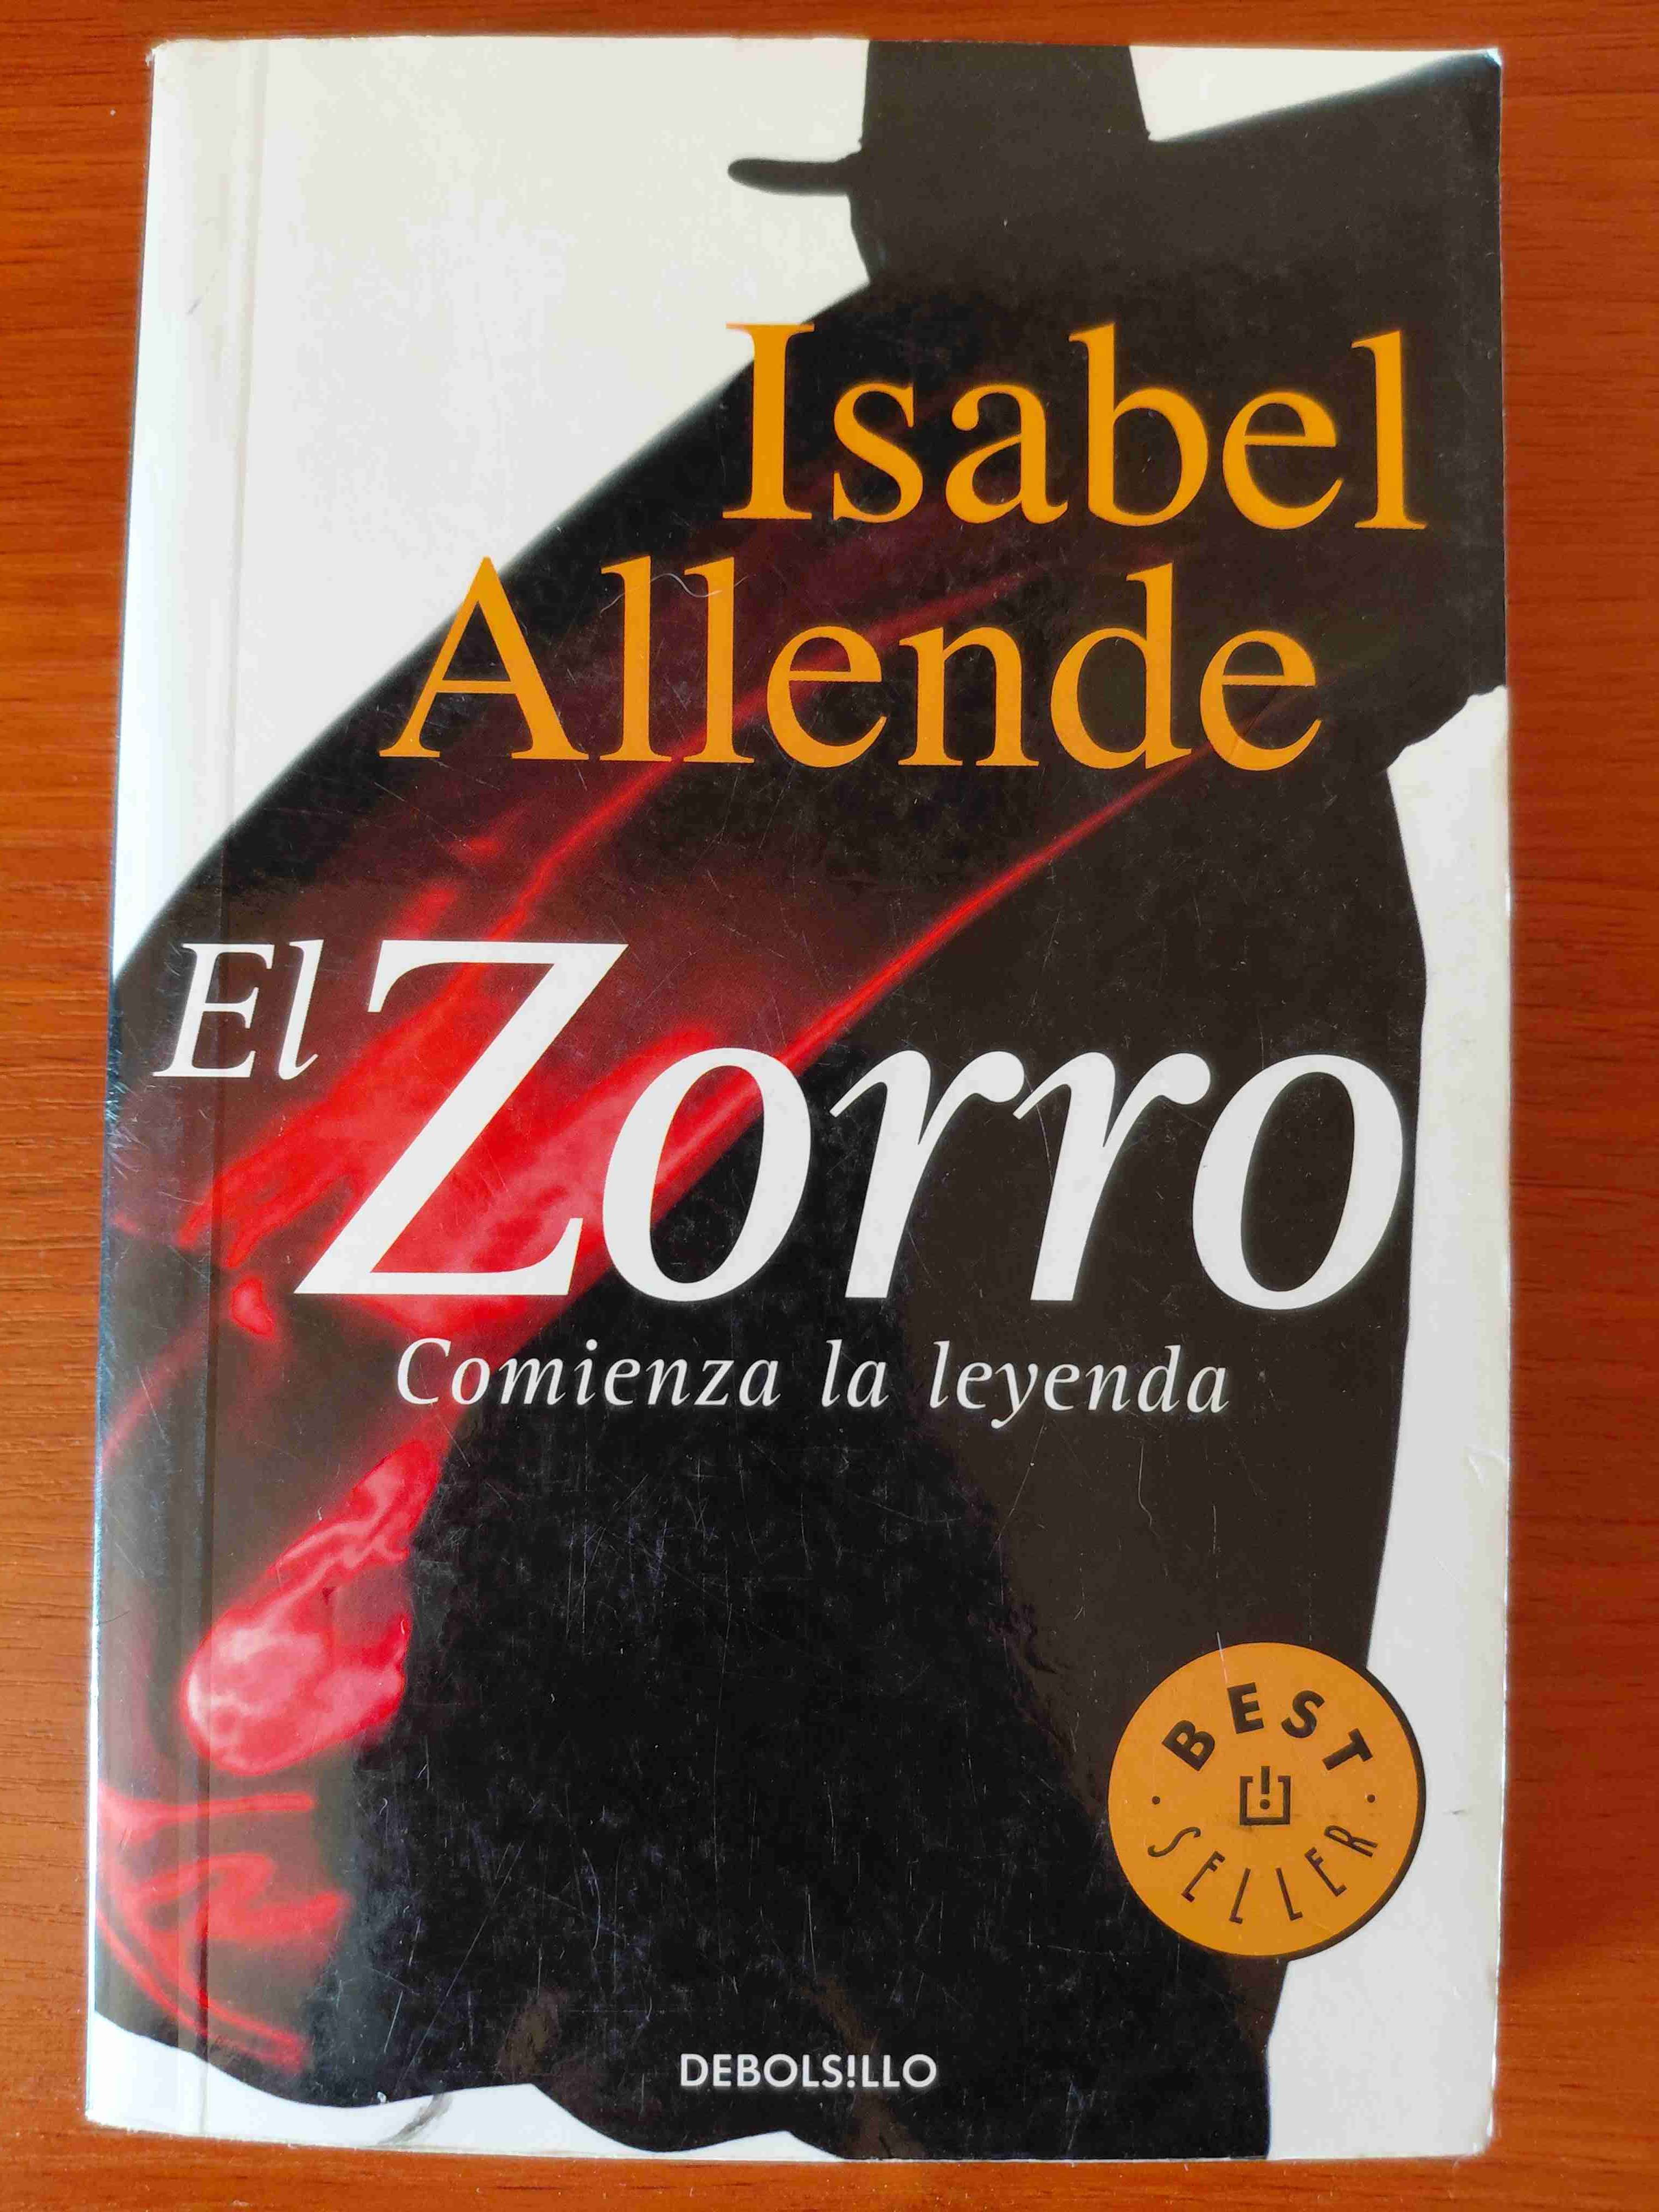 Isabel
Allende
El Zorro
Comienza la leyenda
BEST
SELLER
DEBOLS!LLO